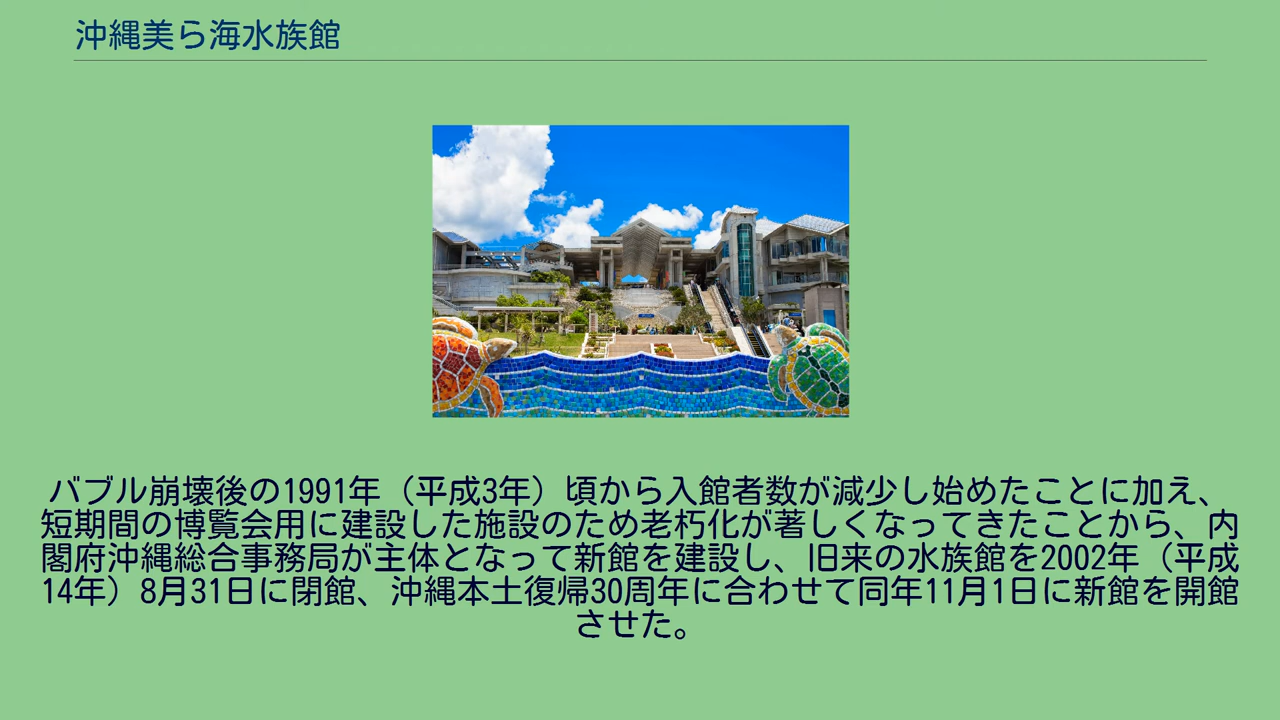 沖縄美ら海水族館
バブル崩壊後の1991年（平成3年）頃から入館者数が減少し始めたことに加え、
短期間の博覧会用に建設した施設のため老朽化が著しくなってきたことから、内
閣府沖縄総合事務局が主体となって新館を建設し、旧来の水族館を2002年（平成
14年）8月31日に閉館、沖縄本土復帰30周年に合わせて同年11月1日に新館を開館
させた。